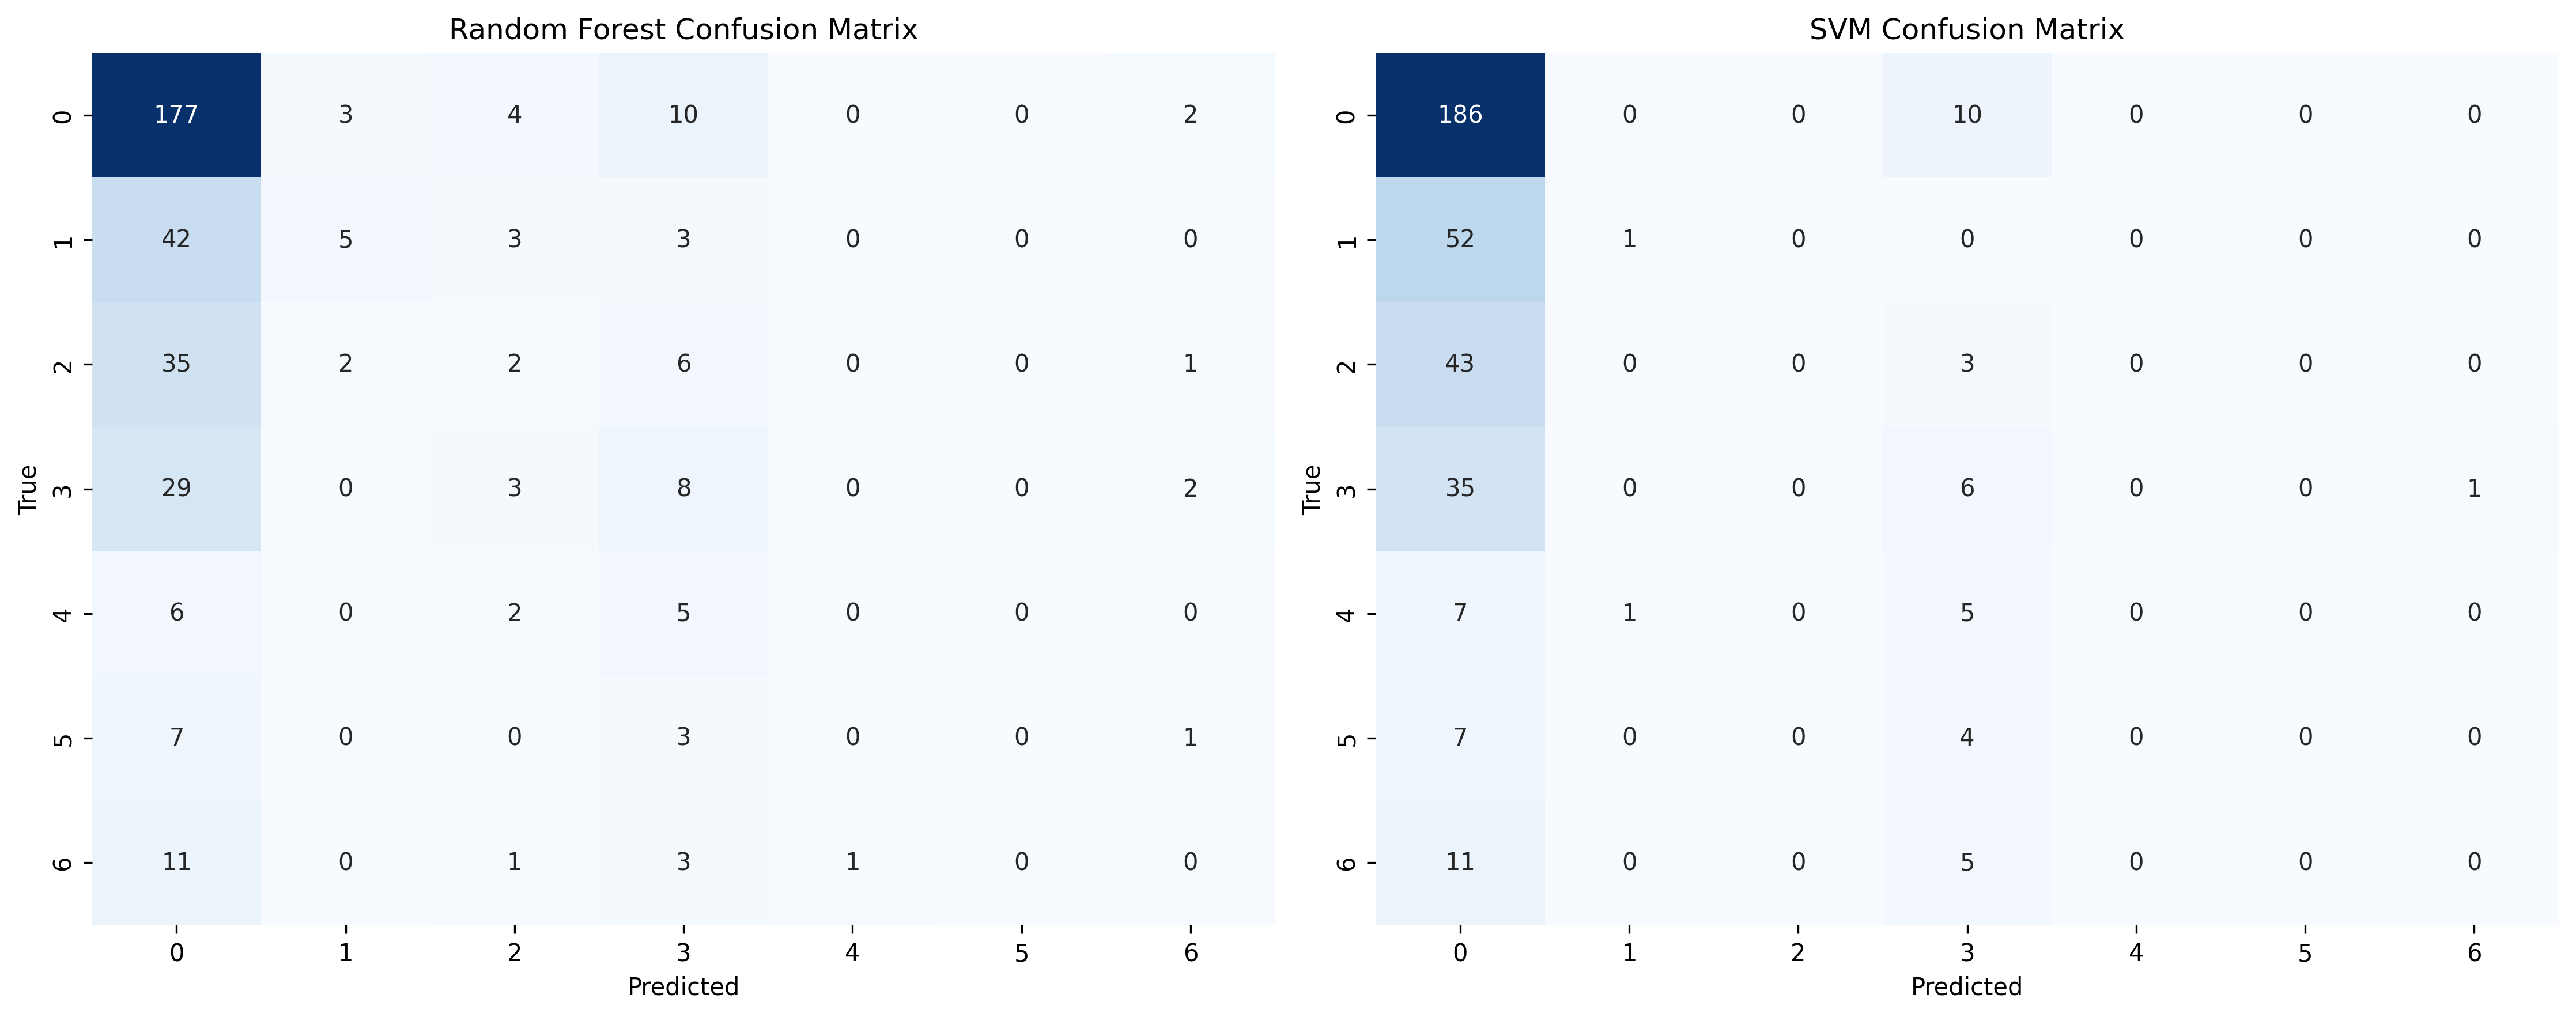 Random Forest Confusion Matrix
True
0 177 3 4 10 0 0 2
1 42 5 3 3 0 0 0
2 35 2 2 6 0 0 1
3 29 0 3 8 0 0 2
4 6 0 2 5 0 0 0
5 7 0 0 3 0 0 1
6 11 0 1 3 1 0 0
0 1 2 3 4 5 6
Predicted
SVM Confusion Matrix
True
0 186 0 0 10 0 0 0
1 52 1 0 0 0 0 0
2 43 0 0 3 0 0 0
3 35 0 0 6 0 0 1
4 7 1 0 5 0 0 0
5 7 0 0 4 0 0 0
6 11 0 0 5 0 0 0
0 1 2 3 4 5 6
Predicted